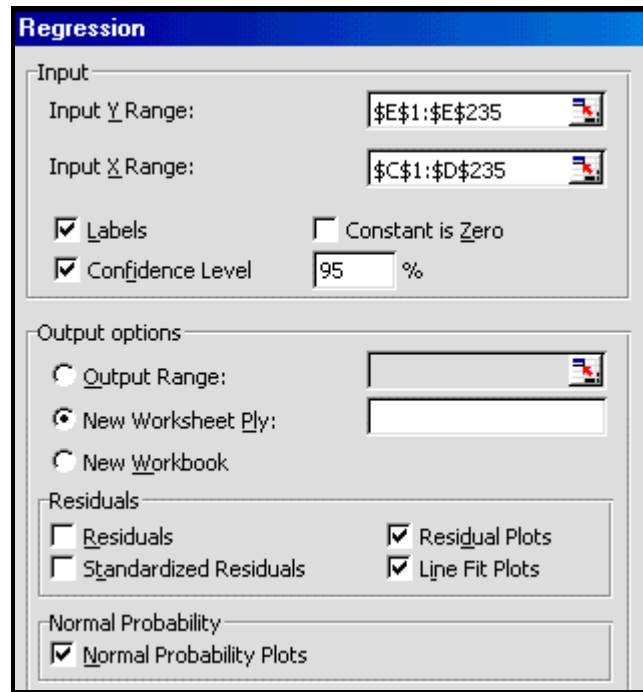 Regression
Input
Input Y Range: $E$1:$E$235
Input X Range: $C$1:$D$235
Labels Constant is Zero
Confidence Level 95 %
Output options
Output Range:
New Worksheet Ply:
New Workbook
Residuals
Residuals Residual Plots
Standardized Residuals Line Fit Plots
Normal Probability
Normal Probability Plots